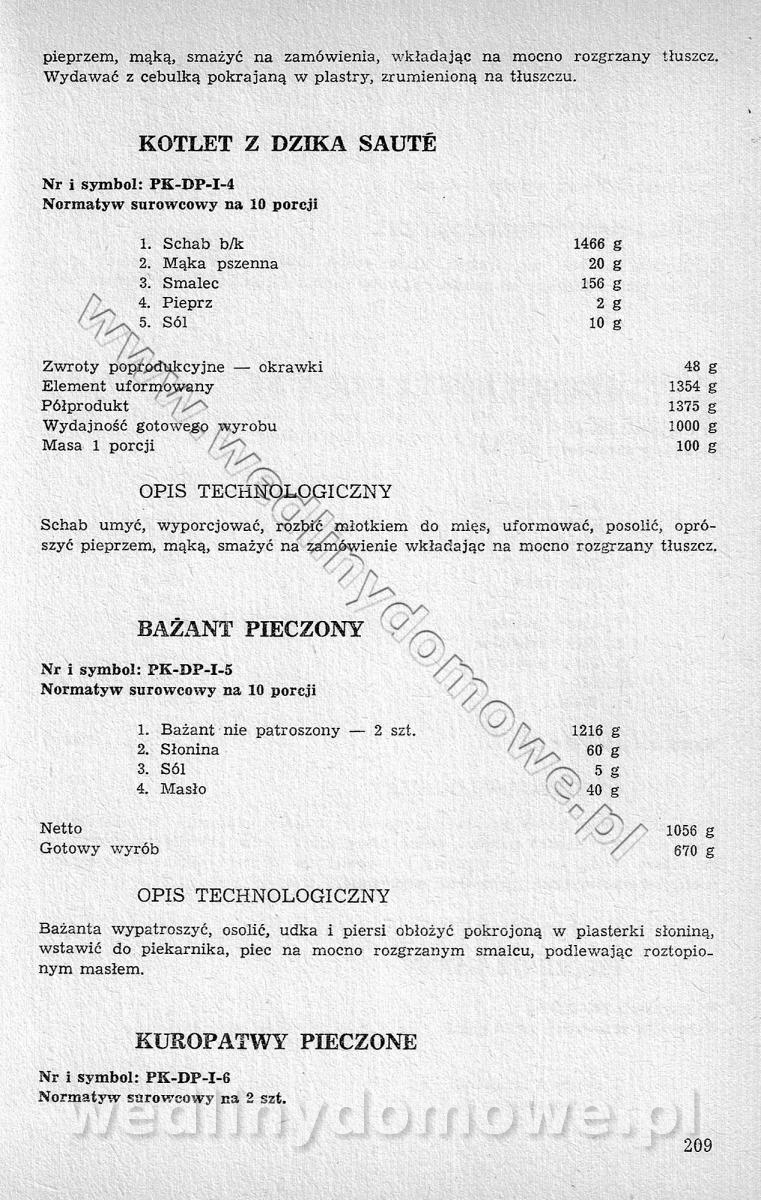 pieprzem, mąką, smażyć na zamówienia, wkładając na mocno rozgrzany tłuszcz.
Wydawać z cebulką pokrajaną w plastry, zrumienioną na tłuszczu.
KOTLET Z DZIKA SAUTÉ
Nr i symbol: PK-DP-I-4
Normatyw surowcowy na 10 porcji
1. Schab b/k 1466 g
2. Mąka pszenna 20 g
3. Smalec 156 g
4. Pieprz 2 g
5. Sól 10 g
Zwroty poprodukcyjne — okrawki 48 g
Element uformowany 1354 g
Półprodukt 1375 g
Wydajność gotowego wyrobu 1000 g
Masa 1 porcji 100 g
OPIS TECHNOLOGICZNY
Schab umyć, wyporcjować, rozbić młotkiem do mięs, uformować, posolić, opró-
szyć pieprzem, mąką, smażyć na zamówienie wkładając na mocno rozgrzany tłuszcz.
BAŻANT PIECZONY
Nr i symbol: PK-DP-I-5
Normatyw surowcowy na 10 porcji
1. Bażant nie patroszony — 2 szt. 1216 g
2. Słonina 60 g
3. Sól 5 g
4. Masło 40 g
Netto 1056 g
Gotowy wyrób 670 g
OPIS TECHNOLOGICZNY
Bażanta wypatroszyć, osolić, udka i piersi obłożyć pokrojoną w plasterki słoniną,
wstawić do piekarnika, piec na mocno rozgrzanym smalcu, podlewając roztopio-
nym masłem.
KUROPATWY PIECZONE
Nr i symbol: PK-DP-I-6
Normatyw surowcowy na 2 szt.
209
www.wedlinydomowe.pl
wedlinydomowe.pl